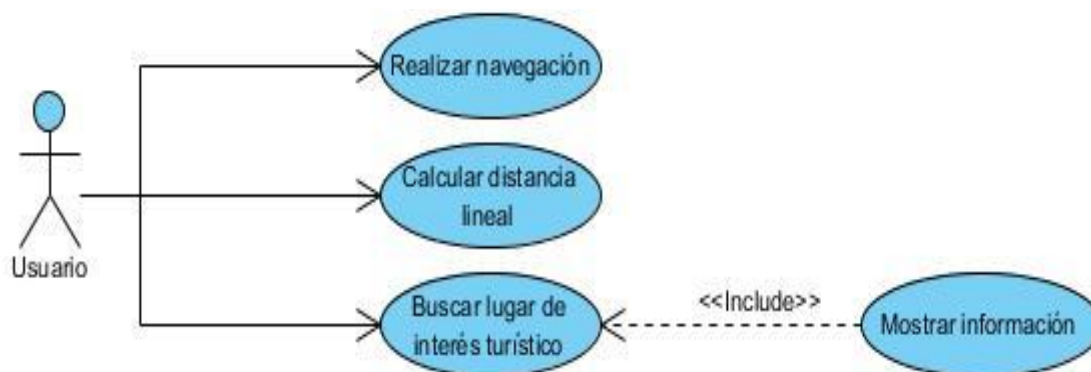 Realizar navegación
Calcular distancia
lineal
Usuario
Buscar lugar de
interés turístico
<<Include>>
Mostrar información